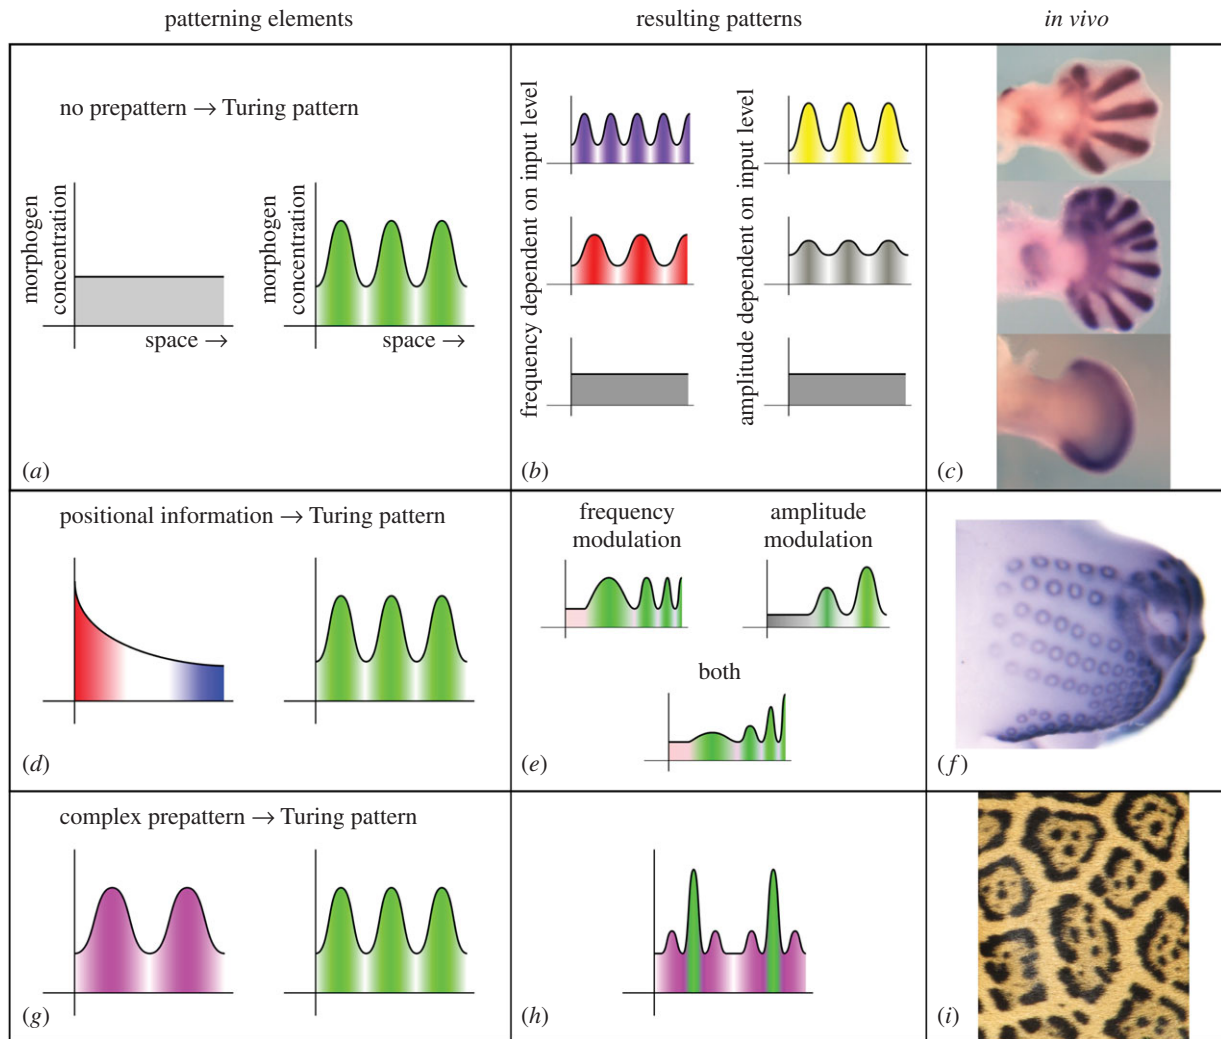 patterning elements
resulting patterns
in vivo
no prepattern → Turing pattern
morphogen
concentration
space →
morphogen
concentration
space →
(a)
frequency dependent on input level
amplitude dependent on input level
(b)
(c)
positional information → Turing pattern
(d)
frequency
modulation
amplitude
modulation
both
(e)
(f)
complex prepattern → Turing pattern
(g)
(h)
(i)